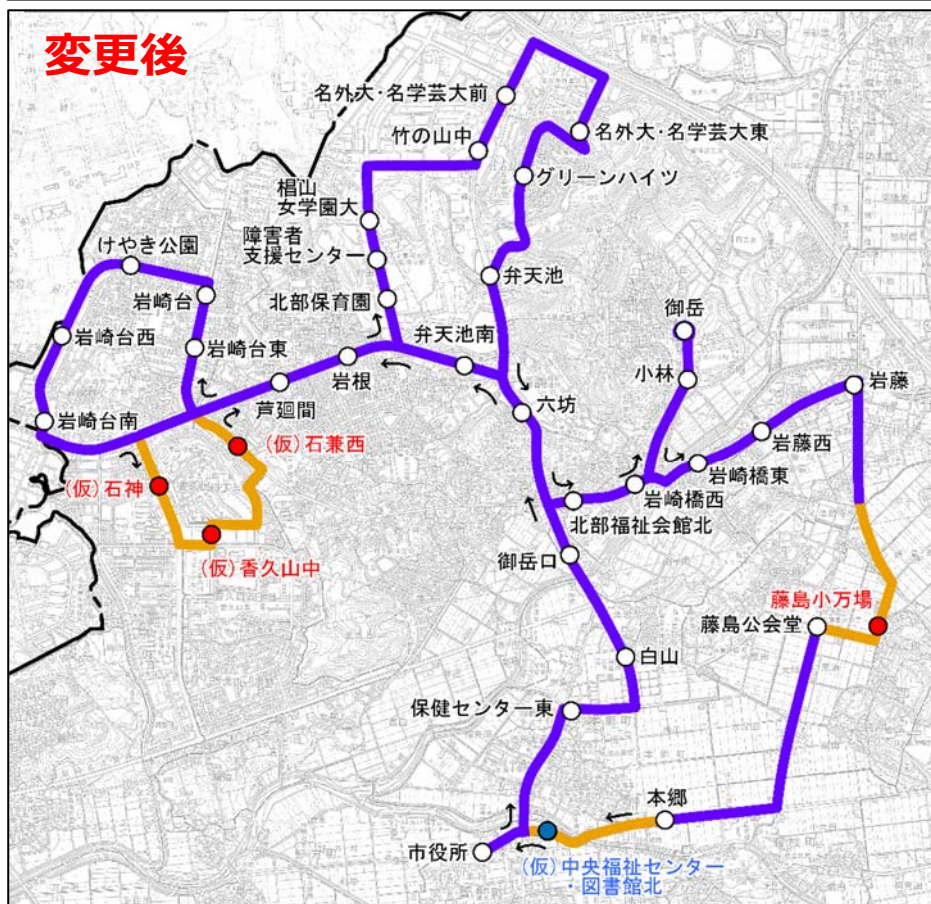 変更後
名外大・名学芸大前
名外大・名学芸大東
竹の山中
グリーンハイツ
椙山
女学園大
障害者
支援センター
けやき公園
弁天池
岩崎台
北部保育園
御岳
岩崎台西
岩崎台東
弁天池南
岩根
小林
岩藤
芦廻間
六坊
岩崎台南
(仮)石兼西
岩藤西
岩崎橋東
(仮)石神
岩崎橋西
北部福祉会館北
(仮)香久山中
御岳口
藤島小万場
藤島公会堂
白山
保健センター東
本郷
市役所
(仮)中央福祉センター
・図書館北